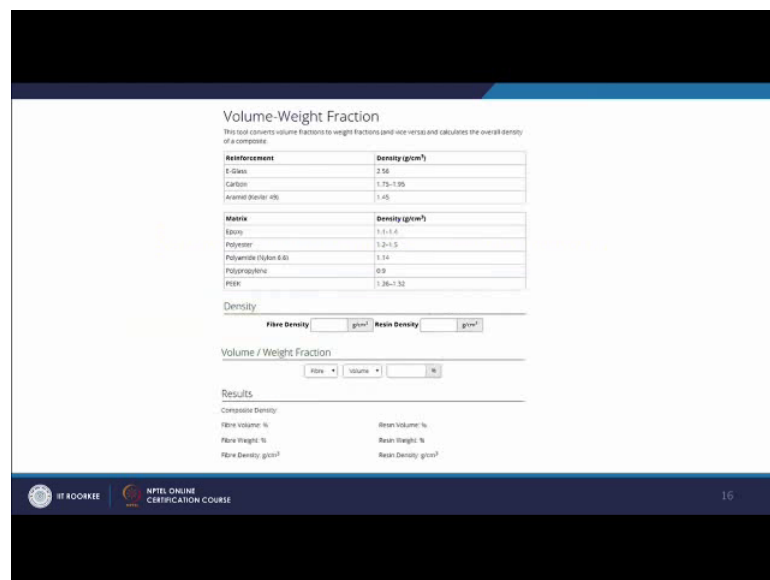 Volume-Weight Fraction
This tool converts volume fractions to weight fractions (and vice versa) and calculates the overall density
of a composite.
Reinforcement Density (g/cm³)
E-Glass 2.56
Carbon 1.75–1.95
Aramid (Kevlar 49) 1.45
Matrix Density (g/cm³)
Epoxy 1.1–1.4
Polyester 1.2–1.5
Polyamide (Nylon 6.6) 1.14
Polypropylene 0.9
PEEK 1.26–1.32
Density
Fibre Density g/cm³ Resin Density g/cm³
Volume / Weight Fraction
Fibre Volume %
Results
Composite Density:
Fibre Volume: % Resin Volume: %
Fibre Weight: % Resin Weight: %
Fibre Density: g/cm³ Resin Density: g/cm³
IIT ROORKEE NPTEL ONLINE
CERTIFICATION COURSE
16